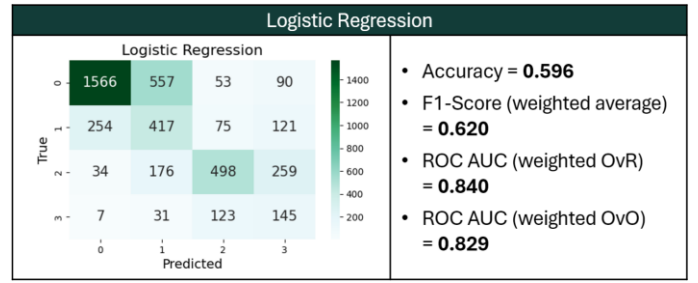 Logistic Regression
Logistic Regression
True
0
1566 557 53 90
1
254 417 75 121
2
34 176 498 259
3
7 31 123 145
0 1 2 3
Predicted
1400
1200
1000
800
600
400
200
• Accuracy = 0.596
• F1-Score (weighted average)
= 0.620
• ROC AUC (weighted OvR)
= 0.840
• ROC AUC (weighted OvO)
= 0.829